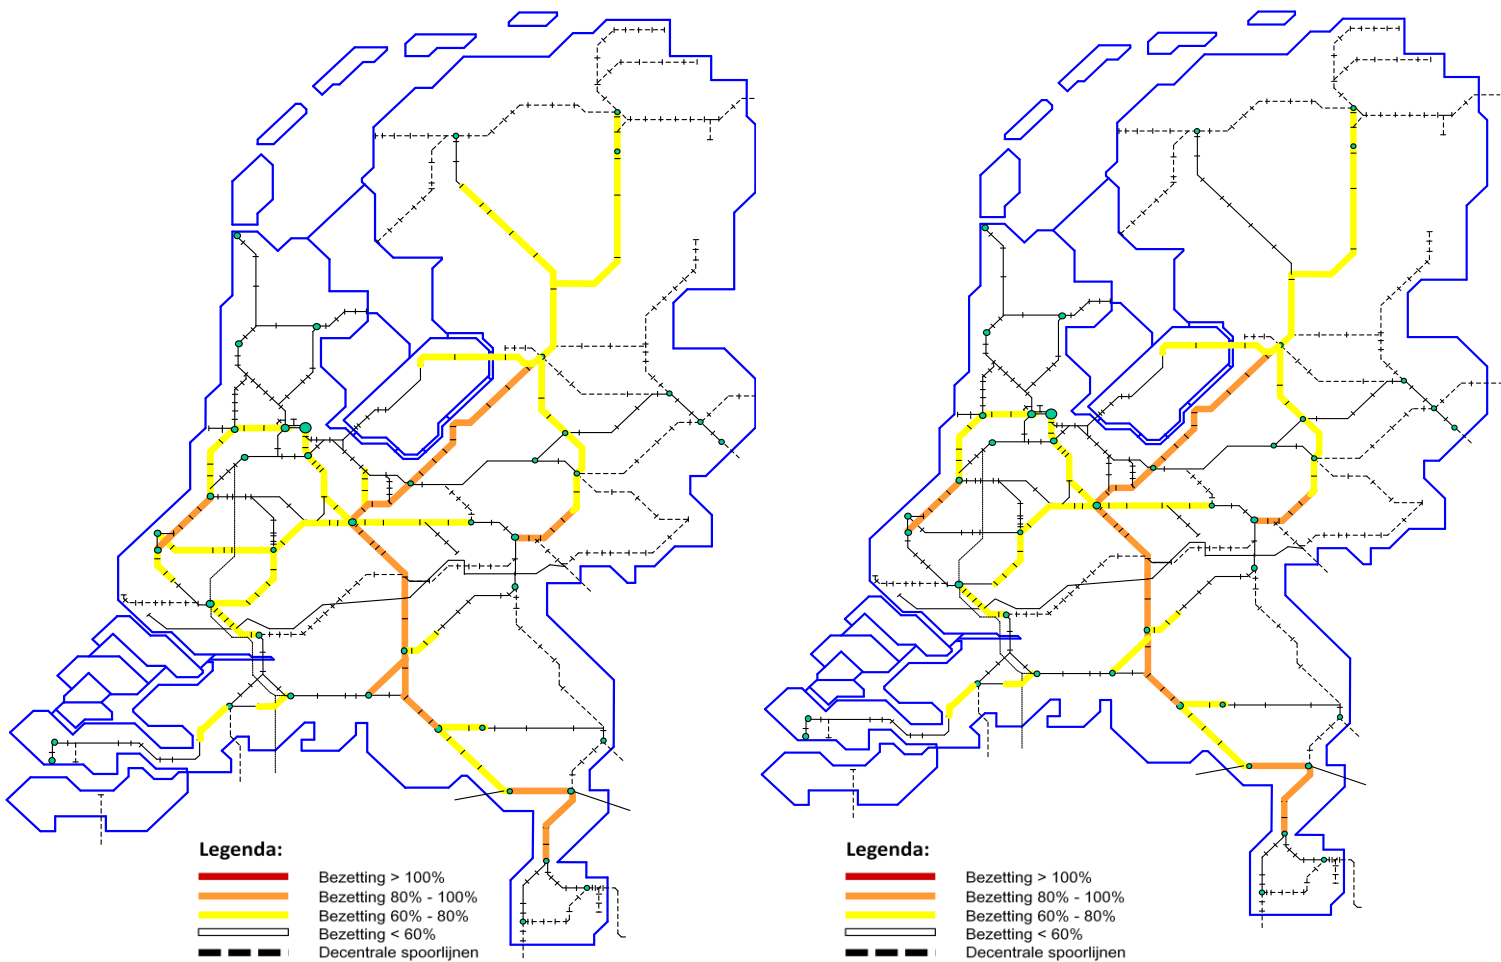 Legenda:
Bezetting > 100%
Bezetting 80% - 100%
Bezetting 60% - 80%
Bezetting < 60%
Decentrale spoorlijnen
Legenda:
Bezetting > 100%
Bezetting 80% - 100%
Bezetting 60% - 80%
Bezetting < 60%
Decentrale spoorlijnen